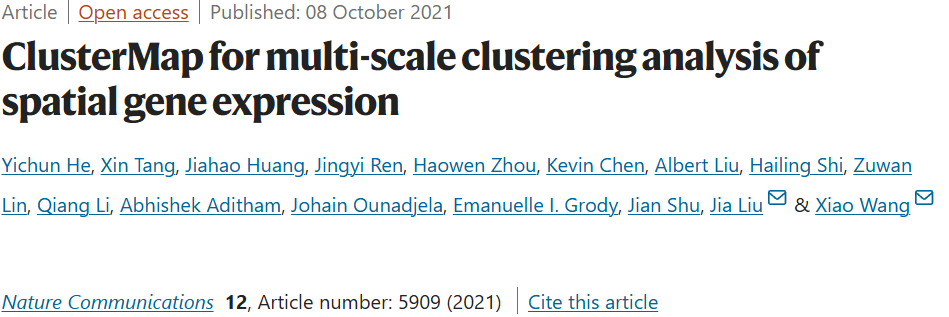 Article | Open access | Published: 08 October 2021
ClusterMap for multi-scale clustering analysis of
spatial gene expression
Yichun He, Xin Tang, Jiahao Huang, Jingyi Ren, Haowen Zhou, Kevin Chen, Albert Liu, Hailing Shi, Zuwan
Lin, Qiang Li, Abhishek Aditham, Johain Ounadjela, Emanuelle I. Grody, Jian Shu, Jia Liu & Xiao Wang
Nature Communications 12, Article number: 5909 (2021) | Cite this article